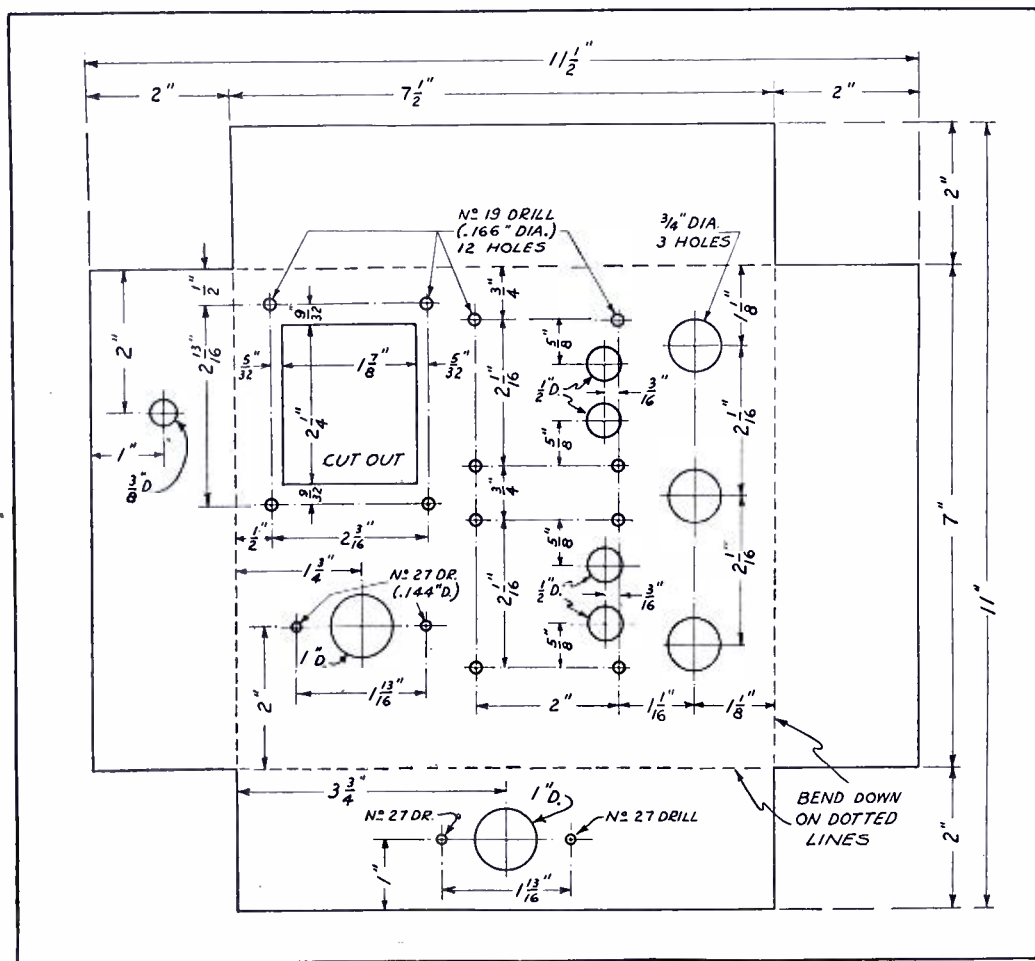 11 1/2"
2"
7 1/2"
2"
Nº 19 DRILL
(.166" DIA.)
12 HOLES
3/4" DIA.
3 HOLES
2"
1/2"
9/32"
3/4
1 1/8"
2"
2 13/16"
5/32"
1 7/8"
5/32"
5/8"
1/2" D.
3/16"
2 1/16"
2 1/16"
2 1/4"
5/8"
1"
3/8" D
CUT OUT
9/32"
3/4"
7"
1/2"
2 3/16"
5/8"
2 1/16"
1 3/4"
Nº 27 DR.
(.144" D.)
2 1/16"
1/2" D.
3/16"
11"
1" D.
5/8"
1 13/16"
2"
2"
1 1/16"
1 1/8"
3 3/4"
BEND DOWN
ON DOTTED
LINES
Nº 27 DR.
1" D.
Nº 27 DRILL
2"
1"
1 13/16"